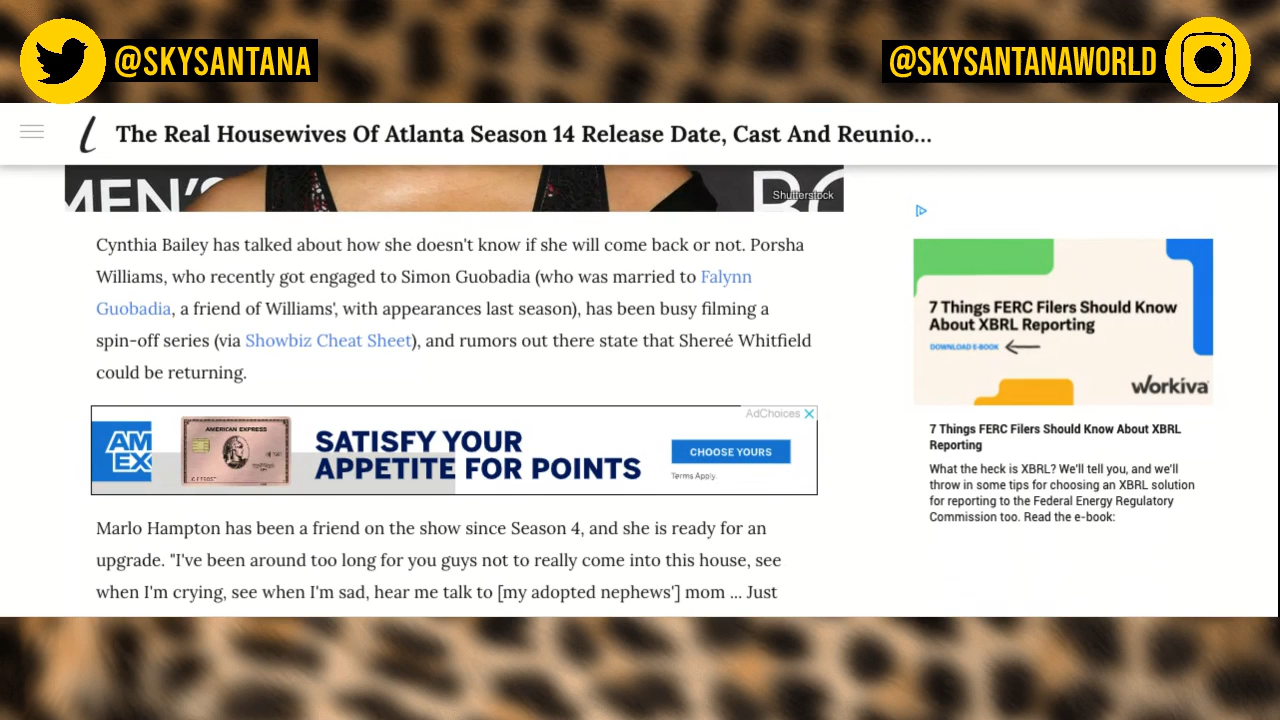 @SKYSANTANA
@SKYSANTANAWORLD
The Real Housewives Of Atlanta Season 14 Release Date, Cast And Reunio...
MEN'S
BO
Shutterstock
Cynthia Bailey has talked about how she doesn't know if she will come back or not. Porsha
Williams, who recently got engaged to Simon Guobadia (who was married to Falynn
Guobadia, a friend of Williams', with appearances last season), has been busy filming a
spin-off series (via Showbiz Cheat Sheet), and rumors out there state that Shereé Whitfield
could be returning.
AdChoices
AM
EX
AMERICAN EXPRESS
SATISFY YOUR
APPETITE FOR POINTS
CHOOSE YOURS
Terms Apply.
Marlo Hampton has been a friend on the show since Season 4, and she is ready for an
upgrade. "I've been around too long for you guys not to really come into this house, see
when I'm crying, see when I'm sad, hear me talk to [my adopted nephews'] mom ... Just
7 Things FERC Filers Should Know
About XBRL Reporting
DOWNLOAD E-BOOK
workiva
7 Things FERC Filers Should Know About XBRL
Reporting
What the heck is XBRL? We'll tell you, and we'll
throw in some tips for choosing an XBRL solution
for reporting to the Federal Energy Regulatory
Commission too. Read the e-book: